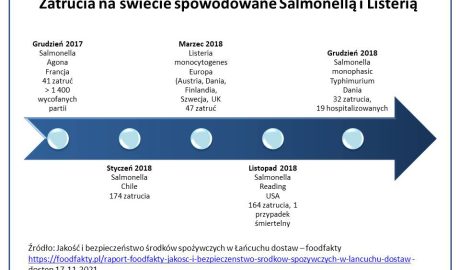 Zatrucia na świecie spowodowane Salmonellą i Listerią
Grudzień 2017
Salmonella
Agona
Francja
41 zatruć
> 1 400
wycofanych
partii
Marzec 2018
Listeria
monocytogenes
Europa
(Austria, Dania,
Finlandia,
Szwecja, UK
47 zatruć
Grudzień 2018
Salmonella
monophasic
Typhimurium
Dania
32 zatrucia,
19 hospitalizowanych
Styczeń 2018
Salmonella
Chile
174 zatrucia
Listopad 2018
Salmonella
Reading
USA
164 zatrucia, 1
przypadek
śmiertelny
Źródło: Jakość i bezpieczeństwo środków spożywczych w Łańcuchu dostaw – foodfakty
https://foodfakty.pl/raport-foodfakty-jakosc-i-bezpieczenstwo-srodkow-spozywczych-w-lancuchu-dostaw -
dostęp 17.11.2021